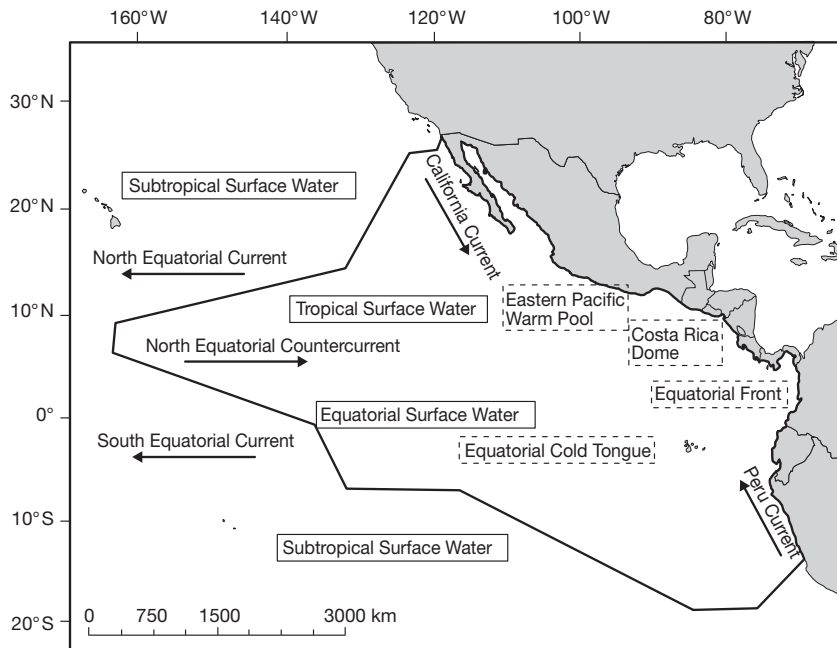 160°W 140°W 120°W 100°W 80°W
30°N
California Current
Subtropical Surface Water
20°N
North Equatorial Current
Eastern Pacific
Warm Pool
Tropical Surface Water
10°N
Costa Rica
Dome
North Equatorial Countercurrent
Equatorial Front
0°
Equatorial Surface Water
South Equatorial Current
Equatorial Cold Tongue
Peru Current
10°S
Subtropical Surface Water
0 750 1500 3000 km
20°S